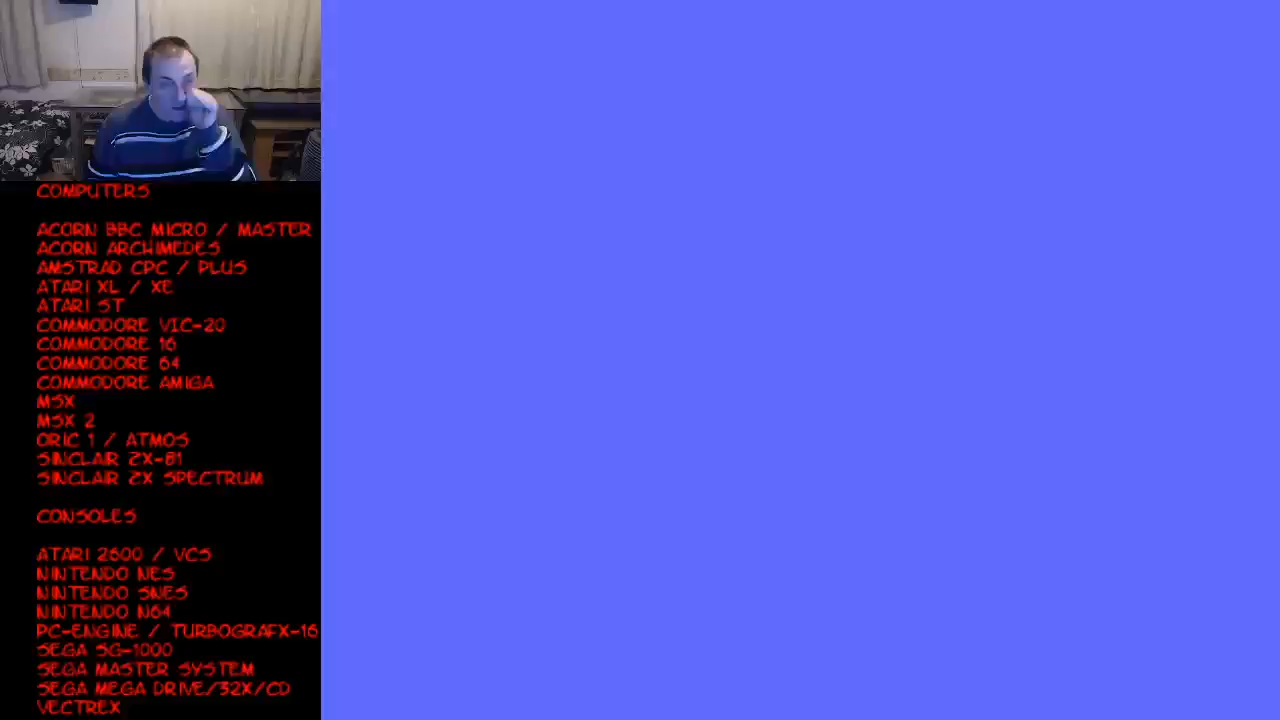 COMPUTERS
ACORN BBC MICRO / MASTER
ACORN ARCHIMEDES
AMSTRAD CPC / PLUS
ATARI XL / XE
ATARI ST
COMMODORE VIC-20
COMMODORE 16
COMMODORE 64
COMMODORE AMIGA
MSX
MSX 2
ORIC 1 / ATMOS
SINCLAIR ZX-81
SINCLAIR ZX SPECTRUM
CONSOLES
ATARI 2600 / VCS
NINTENDO NES
NINTENDO SNES
NINTENDO N64
PC-ENGINE / TURBOGRAFX-16
SEGA SG-1000
SEGA MASTER SYSTEM
SEGA MEGA DRIVE/32X/CD
VECTREX